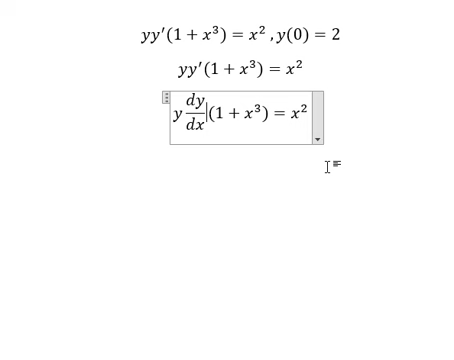 yy′(1 + x³) = x² , y(0) = 2
yy′(1 + x³) = x²
y dy/dx (1 + x³) = x²